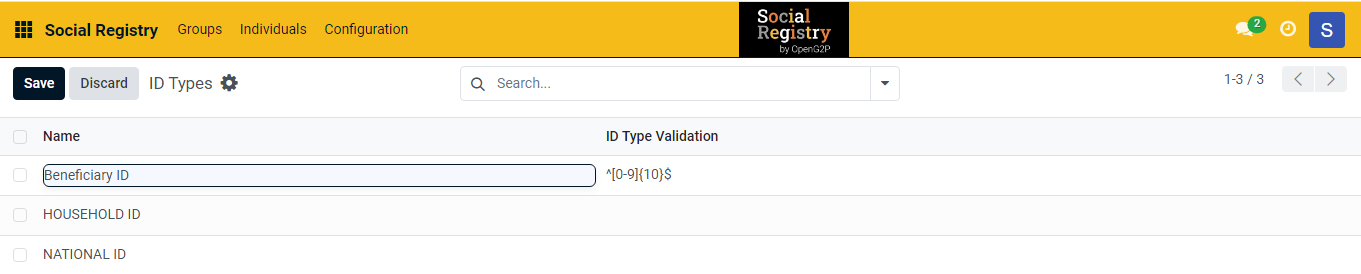 Social Registry Groups Individuals Configuration
Social
Registry
by OpenG2P
2
S
Save Discard ID Types Search... 1-3 / 3
Name ID Type Validation
Beneficiary ID ^[0-9]{10}$
HOUSEHOLD ID
NATIONAL ID